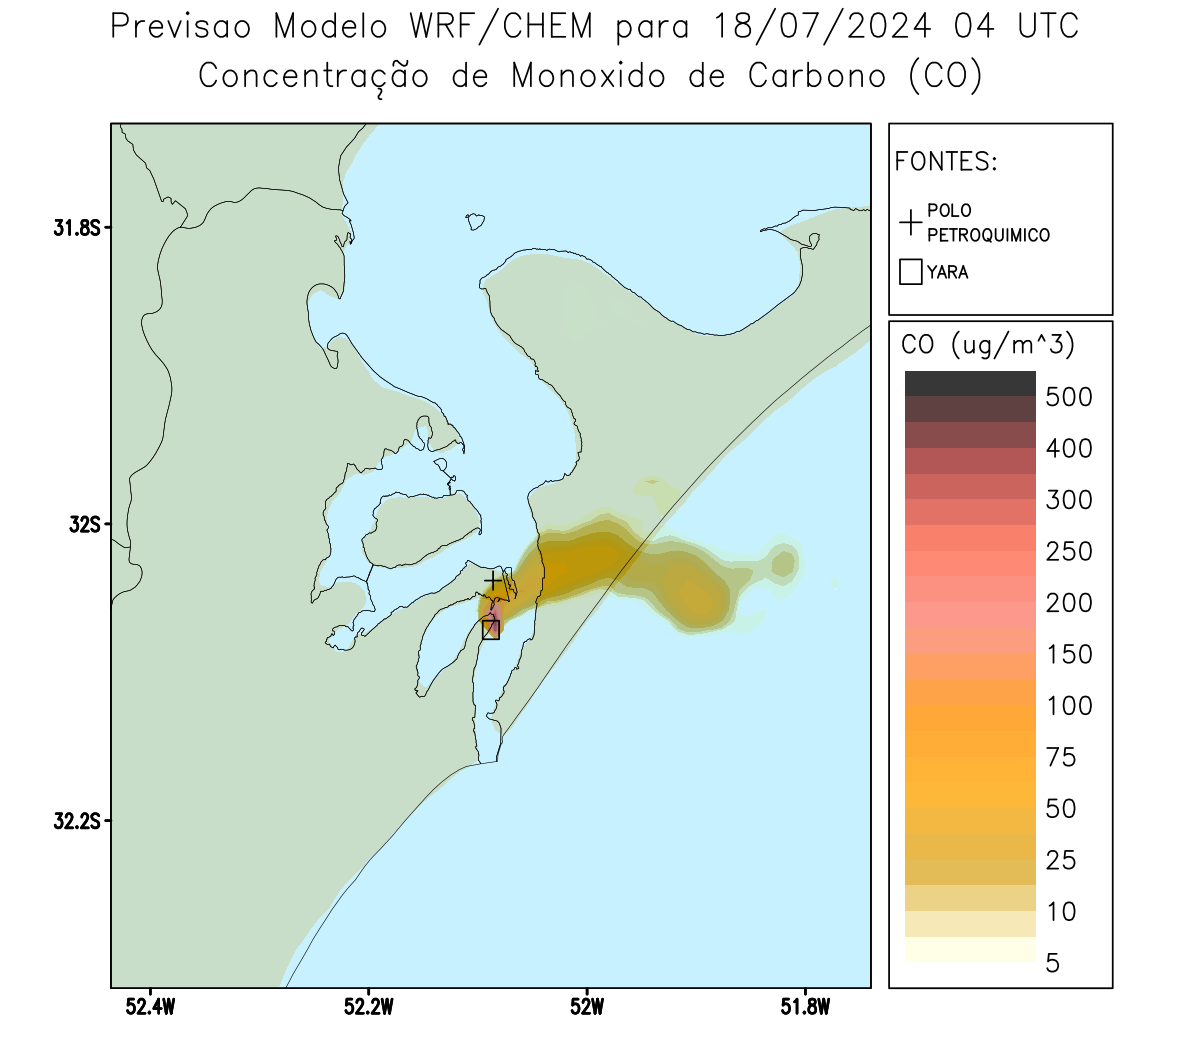 Previsao Modelo WRF/CHEM para 18/07/2024 04 UTC
Concentração de Monoxido de Carbono (CO)
FONTES:
POLO
PETROQUIMICO
YARA
CO (ug/m^3)
500
400
300
250
200
150
100
75
50
25
10
5
31.8S
32S
32.2S
52.4W
52.2W
52W
51.8W